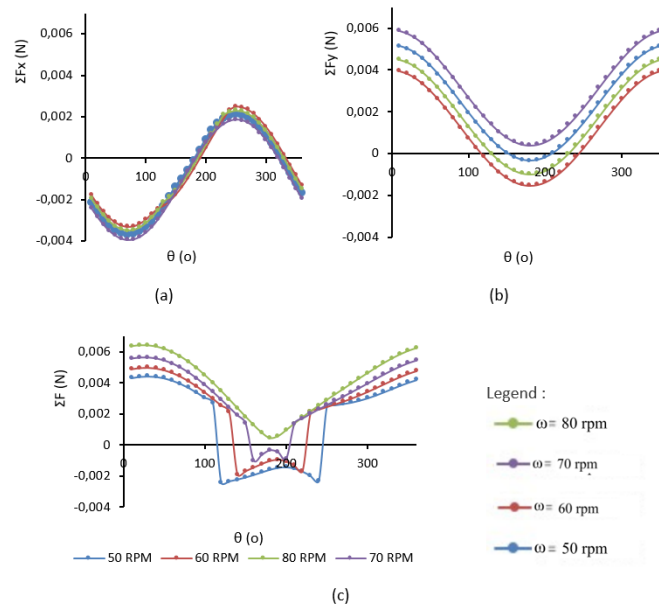 ΣFx (N)
0,006
0,004
0,002
0
-0,002
-0,004
0 100 200 300
θ (o)
(a)
ΣFy (N)
0,006
0,004
0,002
0,000
-0,002
-0,004
0 100 200 300
θ (o)
(b)
ΣF (N)
0,006
0,004
0,002
0
-0,002
-0,004
0 100 200 300
θ (o)
50 RPM 60 RPM 80 RPM 70 RPM
(c)
Legend :
ω= 80 rpm
ω= 70 rpm
ω= 60 rpm
ω= 50 rpm